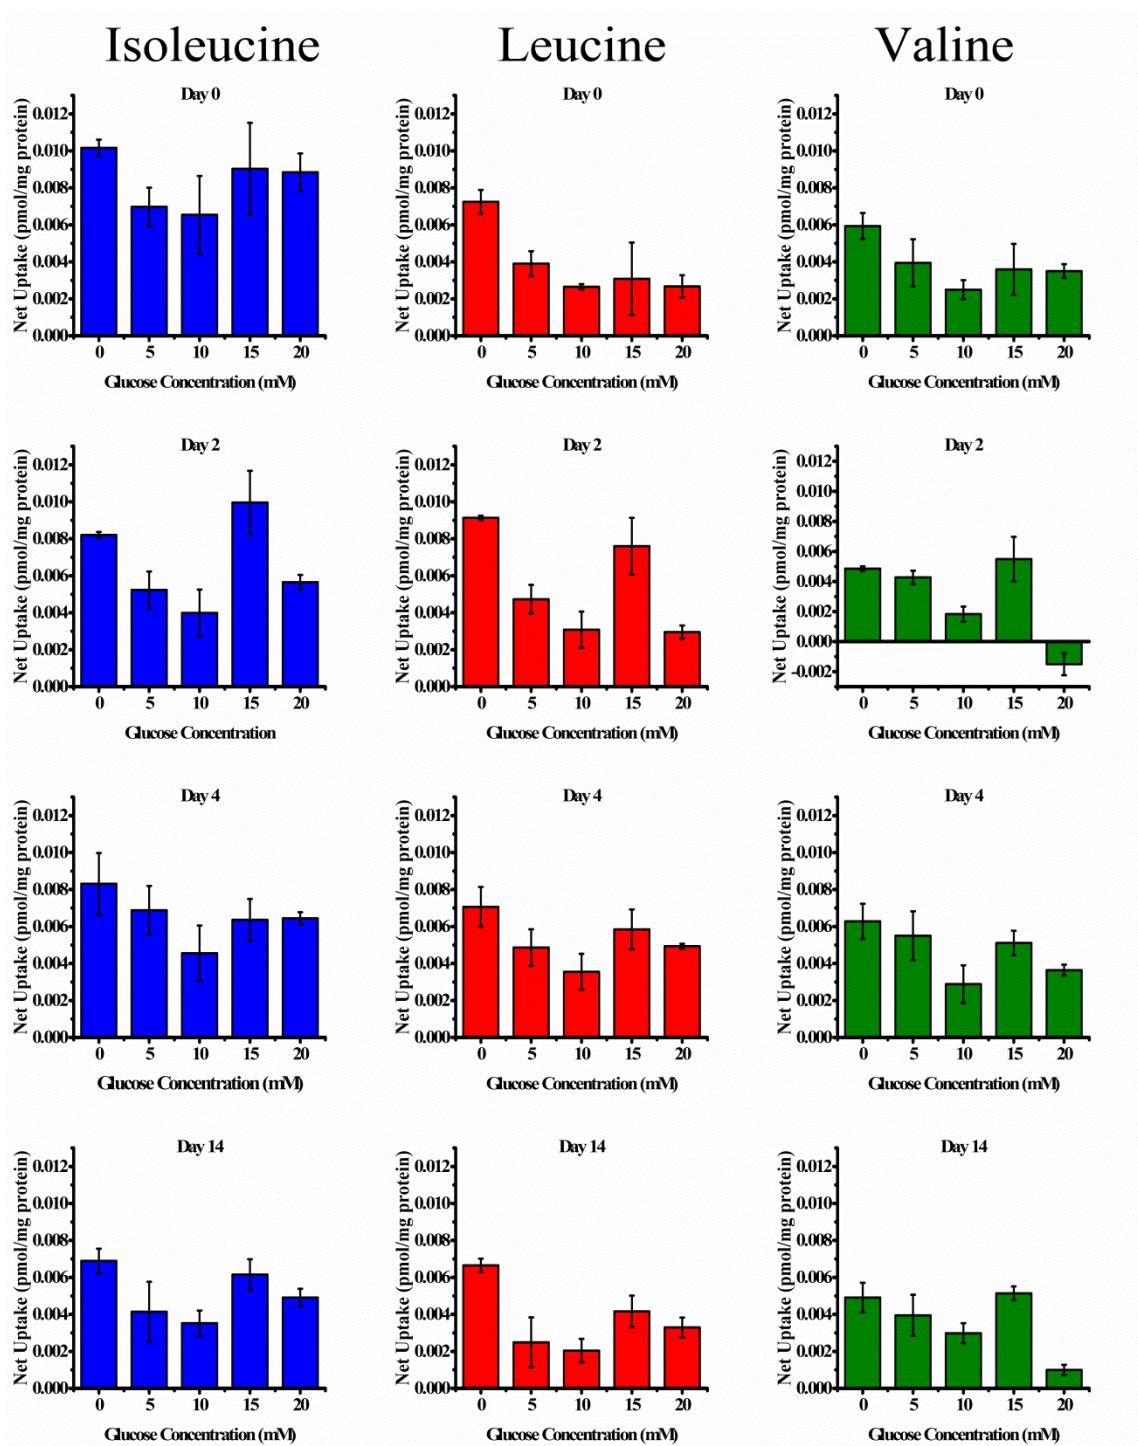 Isoleucine
Leucine
Valine
Day 0
Net Uptake (pmol/mg protein)
0.012
0.010
0.008
0.006
0.004
0.002
0.000
0 5 10 15 20
Glucose Concentration (mM)
Day 0
Net Uptake (pmol/mg protein)
0.012
0.010
0.008
0.006
0.004
0.002
0.000
0 5 10 15 20
Glucose Concentration (mM)
Day 0
Net Uptake (pmol/mg protein)
0.012
0.010
0.008
0.006
0.004
0.002
0.000
0 5 10 15 20
Glucose Concentration (mM)
Day 2
Net Uptake (pmol/mg protein)
0.012
0.010
0.008
0.006
0.004
0.002
0.000
0 5 10 15 20
Glucose Concentration
Day 2
Net Uptake (pmol/mg protein)
0.012
0.010
0.008
0.006
0.004
0.002
0.000
0 5 10 15 20
Glucose Concentration (mM)
Day 2
Net Uptake (pmol/mg protein)
0.012
0.010
0.008
0.006
0.004
0.002
0.000
-0.002
0 5 10 15 20
Glucose Concentration (mM)
Day 4
Net Uptake (pmol/mg protein)
0.012
0.010
0.008
0.006
0.004
0.002
0.000
0 5 10 15 20
Glucose Concentration (mM)
Day 4
Net Uptake (pmol/mg protein)
0.012
0.010
0.008
0.006
0.004
0.002
0.000
0 5 10 15 20
Glucose Concentration (mM)
Day 4
Net Uptake (pmol/mg protein)
0.012
0.010
0.008
0.006
0.004
0.002
0.000
0 5 10 15 20
Glucose Concentration (mM)
Day 14
Net Uptake (pmol/mg protein)
0.012
0.010
0.008
0.006
0.004
0.002
0.000
0 5 10 15 20
Glucose Concentration (mM)
Day 14
Net Uptake (pmol/mg protein)
0.012
0.010
0.008
0.006
0.004
0.002
0.000
0 5 10 15 20
Glucose Concentration (mM)
Day 14
Net Uptake (pmol/mg protein)
0.012
0.010
0.008
0.006
0.004
0.002
0.000
0 5 10 15 20
Glucose Concentration (mM)